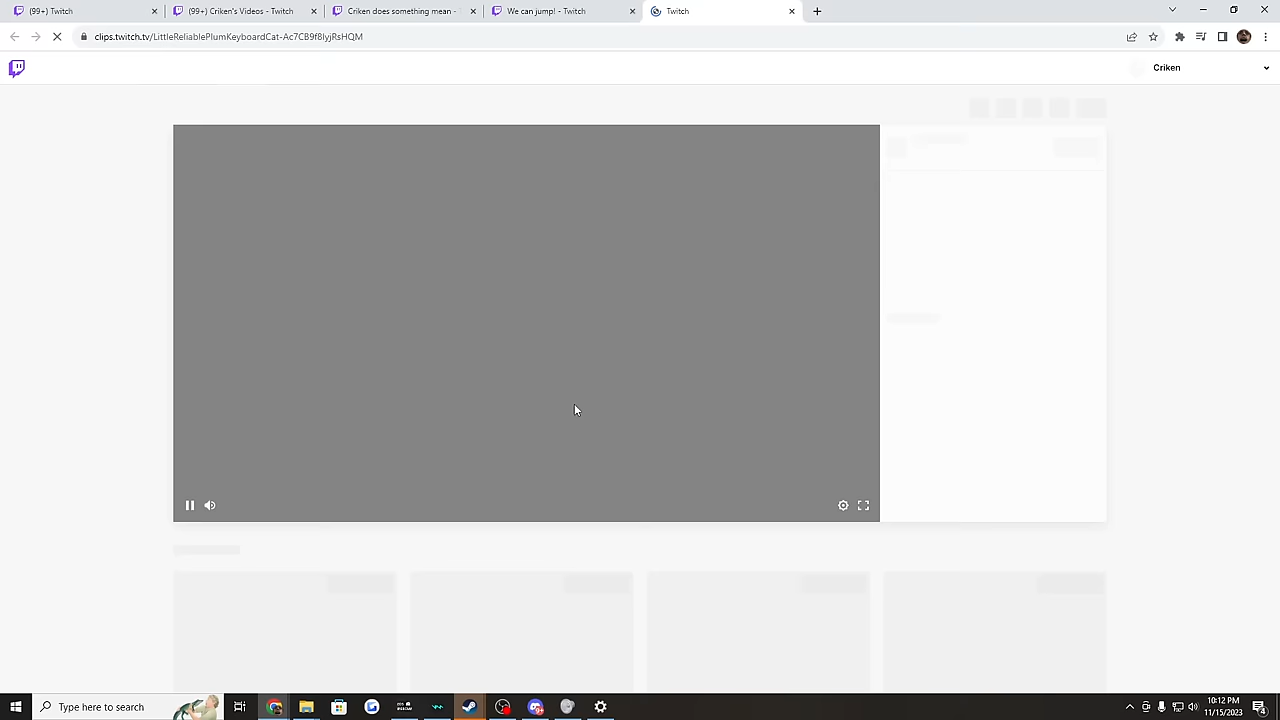 (99+) Twitch
(99+) Criken's Videos - Twitch
Criken does something mean -
We can jump! - Twitch
Twitch
clips.twitch.tv/LittleReliablePlumKeyboardCat-Ac7CB9f8lyjRsHQM
Criken
Type here to search
10:12 PM
11/15/2023